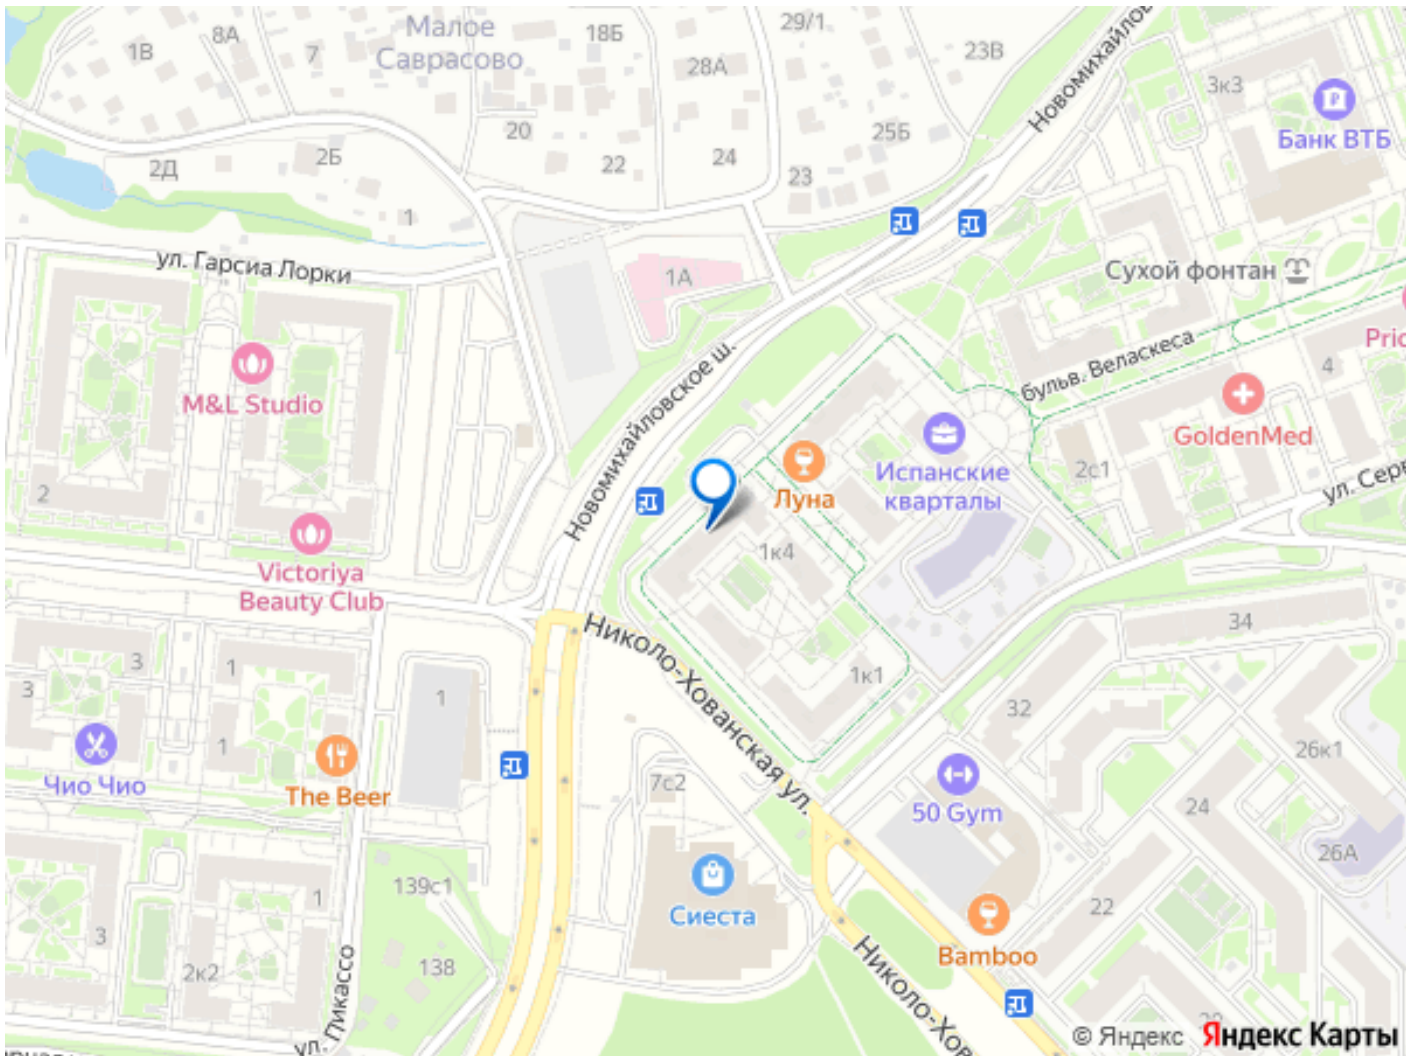 Малое
Саврасово
1В
8А
7
18Б
29/1
23В
28А
3к3
Банк ВТБ
20
25Б
2Д
2Б
22
24
23
1
Новомихайловское ш.
ул. Гарсиа Лорки
1А
Сухой фонтан
бульв. Веласкеса
4
M&L Studio
GoldenMed
Испанские
кварталы
2с1
Луна
2
1к4
Victoriya
Beauty Club
34
Николо-Хованская ул.
3
1
3
1к1
1
32
1
26к1
Чио Чио
The Beer
7с2
50 Gym
24
26А
139с1
1
22
Сиеста
3
Bamboo
2к2
138
ул. Пикассо
© Яндекс Яндекс Карты